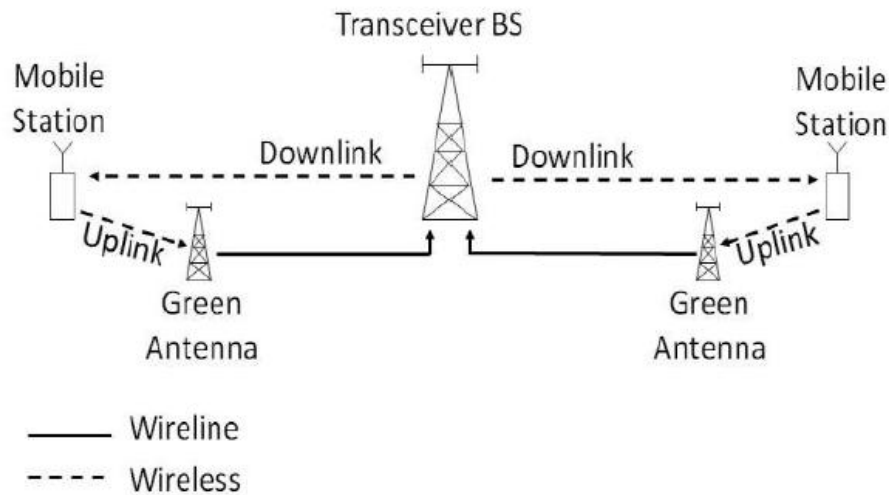 Transceiver BS
Mobile
Station
Mobile
Station
Downlink
Downlink
Uplink
Uplink
Green
Antenna
Green
Antenna
Wireline
Wireless